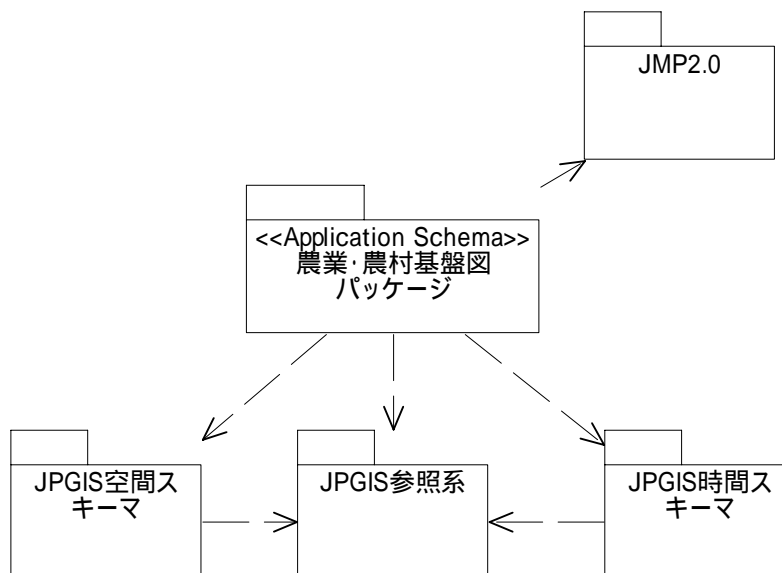 JMP2.0
<<Application Schema>>
農業・農村基盤図
パッケージ
JPGIS空間ス
キーマ
JPGIS参照系
JPGIS時間ス
キーマ